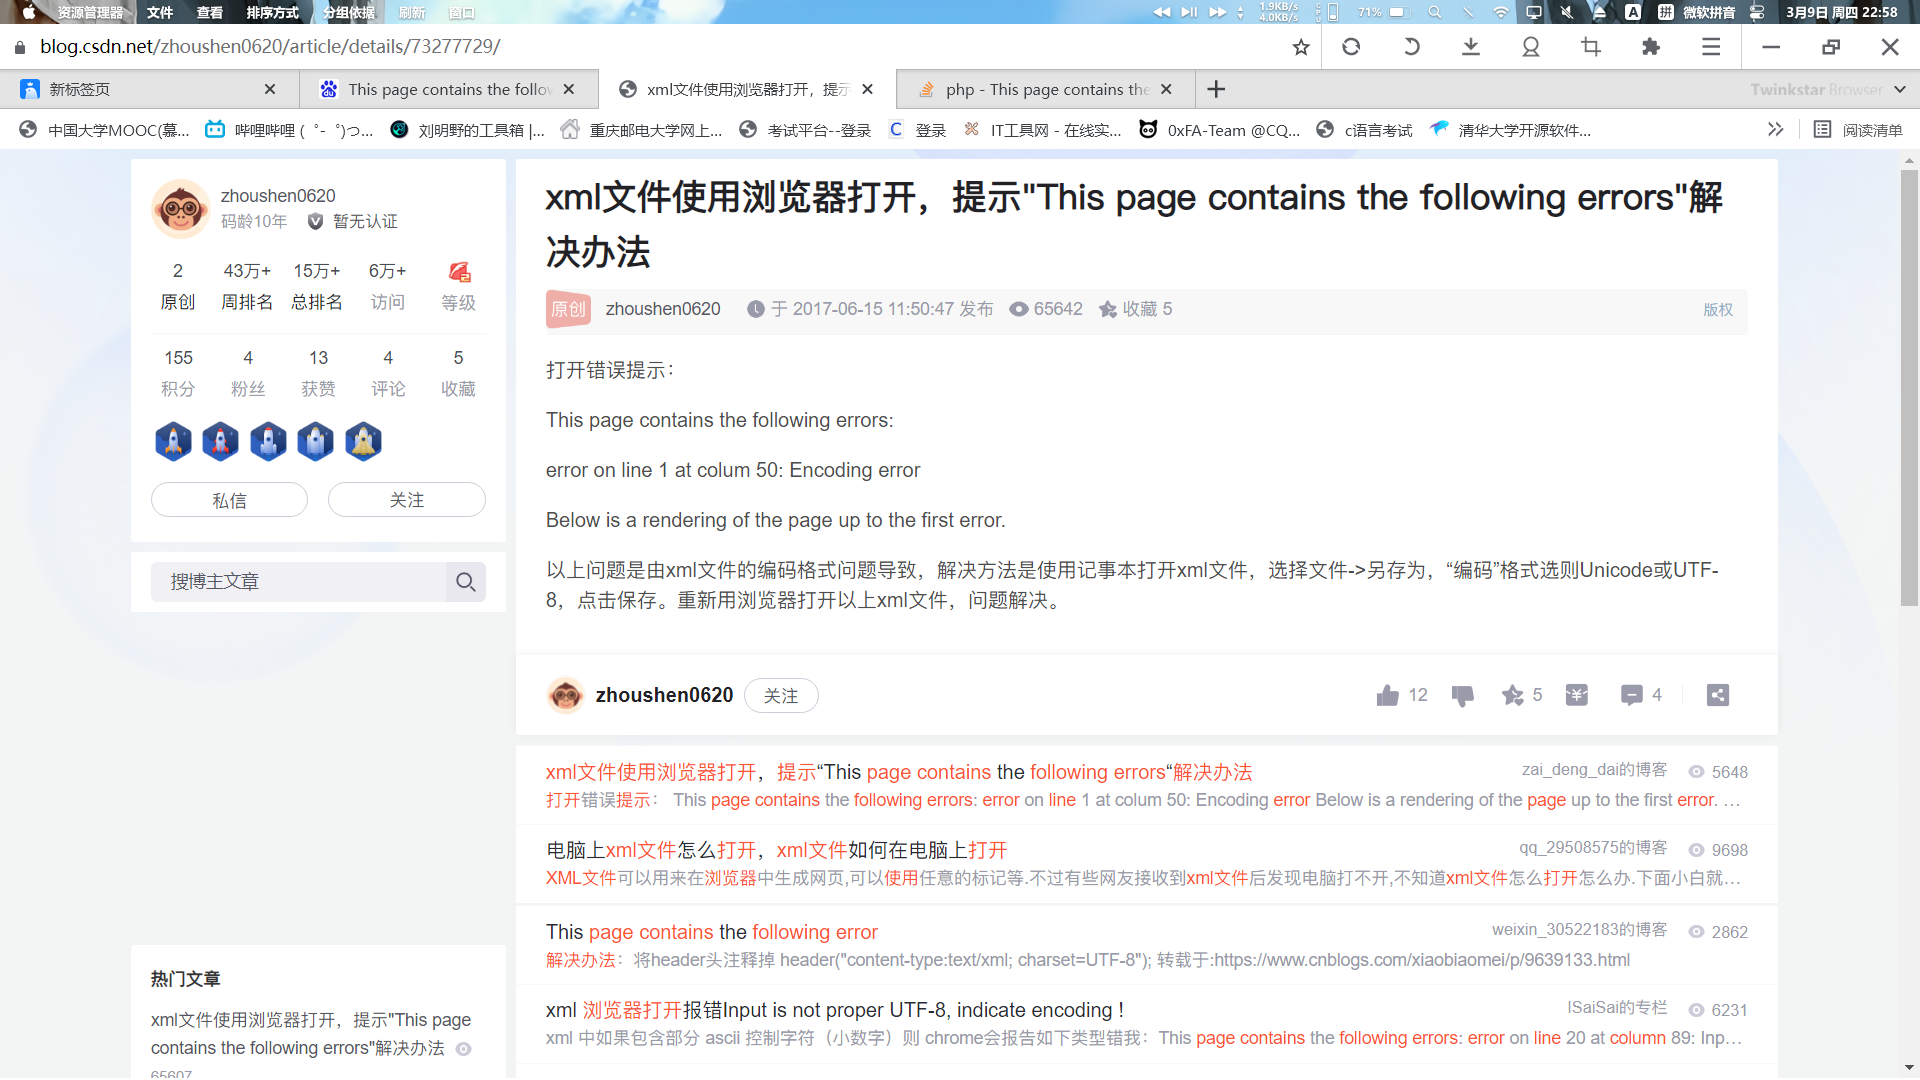 资源管理器 文件 查看 排序方式 分组依据 刷新 窗口 1.9KB/s 4.0KB/s 71% A 拼 微软拼音 3月9日 周四 22:58
blog.csdn.net/zhoushen0620/article/details/73277729/
新标签页 This page contains the follow xml文件使用浏览器打开，提示 php - This page contains the Twinkstar Browser
中国大学MOOC(慕... 哔哩哔哩 ( ゜- ゜)つ... 刘明野的工具箱 |... 重庆邮电大学网上... 考试平台--登录 登录 IT工具网 - 在线实... 0xFA-Team @CQ... c语言考试 清华大学开源软件... 阅读清单
zhoushen0620
码龄10年 暂无认证
2 43万+ 15万+ 6万+
原创 周排名 总排名 访问 等级
155 4 13 4 5
积分 粉丝 获赞 评论 收藏
私信 关注
搜博主文章
热门文章
xml文件使用浏览器打开，提示"This page
contains the following errors"解决办法
65607
xml文件使用浏览器打开，提示"This page contains the following errors"解
决办法
原创 zhoushen0620 于 2017-06-15 11:50:47 发布 65642 收藏 5 版权
打开错误提示：
This page contains the following errors:
error on line 1 at colum 50: Encoding error
Below is a rendering of the page up to the first error.
以上问题是由xml文件的编码格式问题导致，解决方法是使用记事本打开xml文件，选择文件->另存为，“编码”格式选则Unicode或UTF-
8，点击保存。重新用浏览器打开以上xml文件，问题解决。
zhoushen0620 关注 12 5 4
xml文件使用浏览器打开，提示“This page contains the following errors“解决办法 zai_deng_dai的博客 5648
打开错误提示： This page contains the following errors: error on line 1 at colum 50: Encoding error Below is a rendering of the page up to the first error. ...
电脑上xml文件怎么打开，xml文件如何在电脑上打开 qq_29508575的博客 9698
XML文件可以用来在浏览器中生成网页,可以使用任意的标记等.不过有些网友接收到xml文件后发现电脑打不开,不知道xml文件怎么打开怎么办.下面小白就...
This page contains the following error weixin_30522183的博客 2862
解决办法：将header头注释掉 header("content-type:text/xml; charset=UTF-8"); 转载于:https://www.cnblogs.com/xiaobiaomei/p/9639133.html
xml 浏览器打开报错Input is not proper UTF-8, indicate encoding ! ISaiSai的专栏 6231
xml 中如果包含部分 ascii 控制字符（小数字）则 chrome会报告如下类型错我：This page contains the following errors: error on line 20 at column 89: Inp...